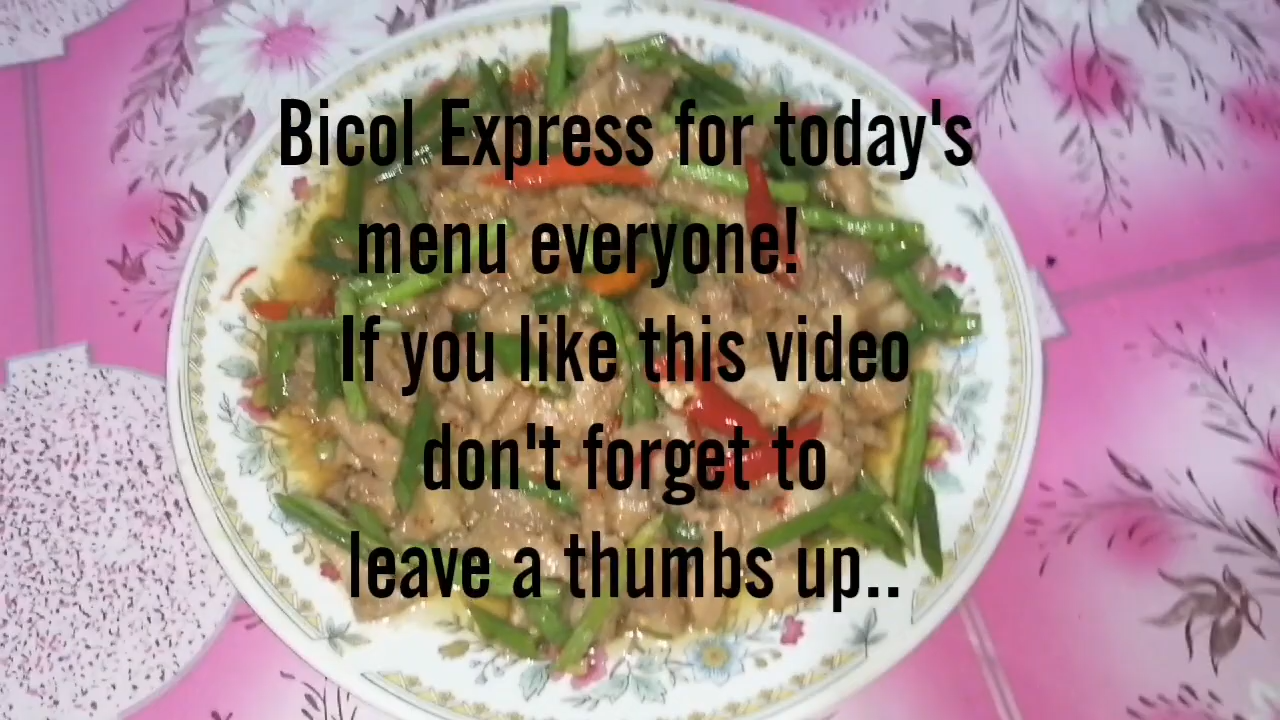 Bicol Express for today's
menu everyone!
If you like this video
don't forget to
leave a thumbs up..